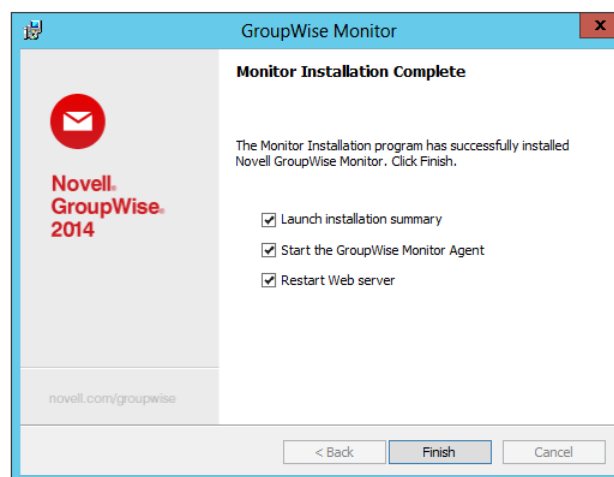 GroupWise Monitor
x
Monitor Installation Complete
The Monitor Installation program has successfully installed
Novell GroupWise Monitor. Click Finish.
Novell®
GroupWise®
2014
Launch installation summary
Start the GroupWise Monitor Agent
Restart Web server
novell.com/groupwise
< Back Finish Cancel